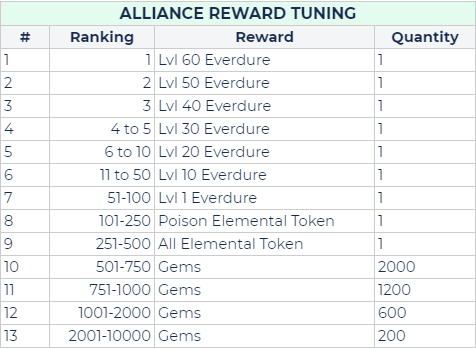 ALLIANCE REWARD TUNING
# Ranking Reward Quantity
1 1 Lvl 60 Everdure 1
2 2 Lvl 50 Everdure 1
3 3 Lvl 40 Everdure 1
4 4 to 5 Lvl 30 Everdure 1
5 6 to 10 Lvl 20 Everdure 1
6 11 to 50 Lvl 10 Everdure 1
7 51-100 Lvl 1 Everdure 1
8 101-250 Poison Elemental Token 1
9 251-500 All Elemental Token 1
10 501-750 Gems 2000
11 751-1000 Gems 1200
12 1001-2000 Gems 600
13 2001-10000 Gems 200